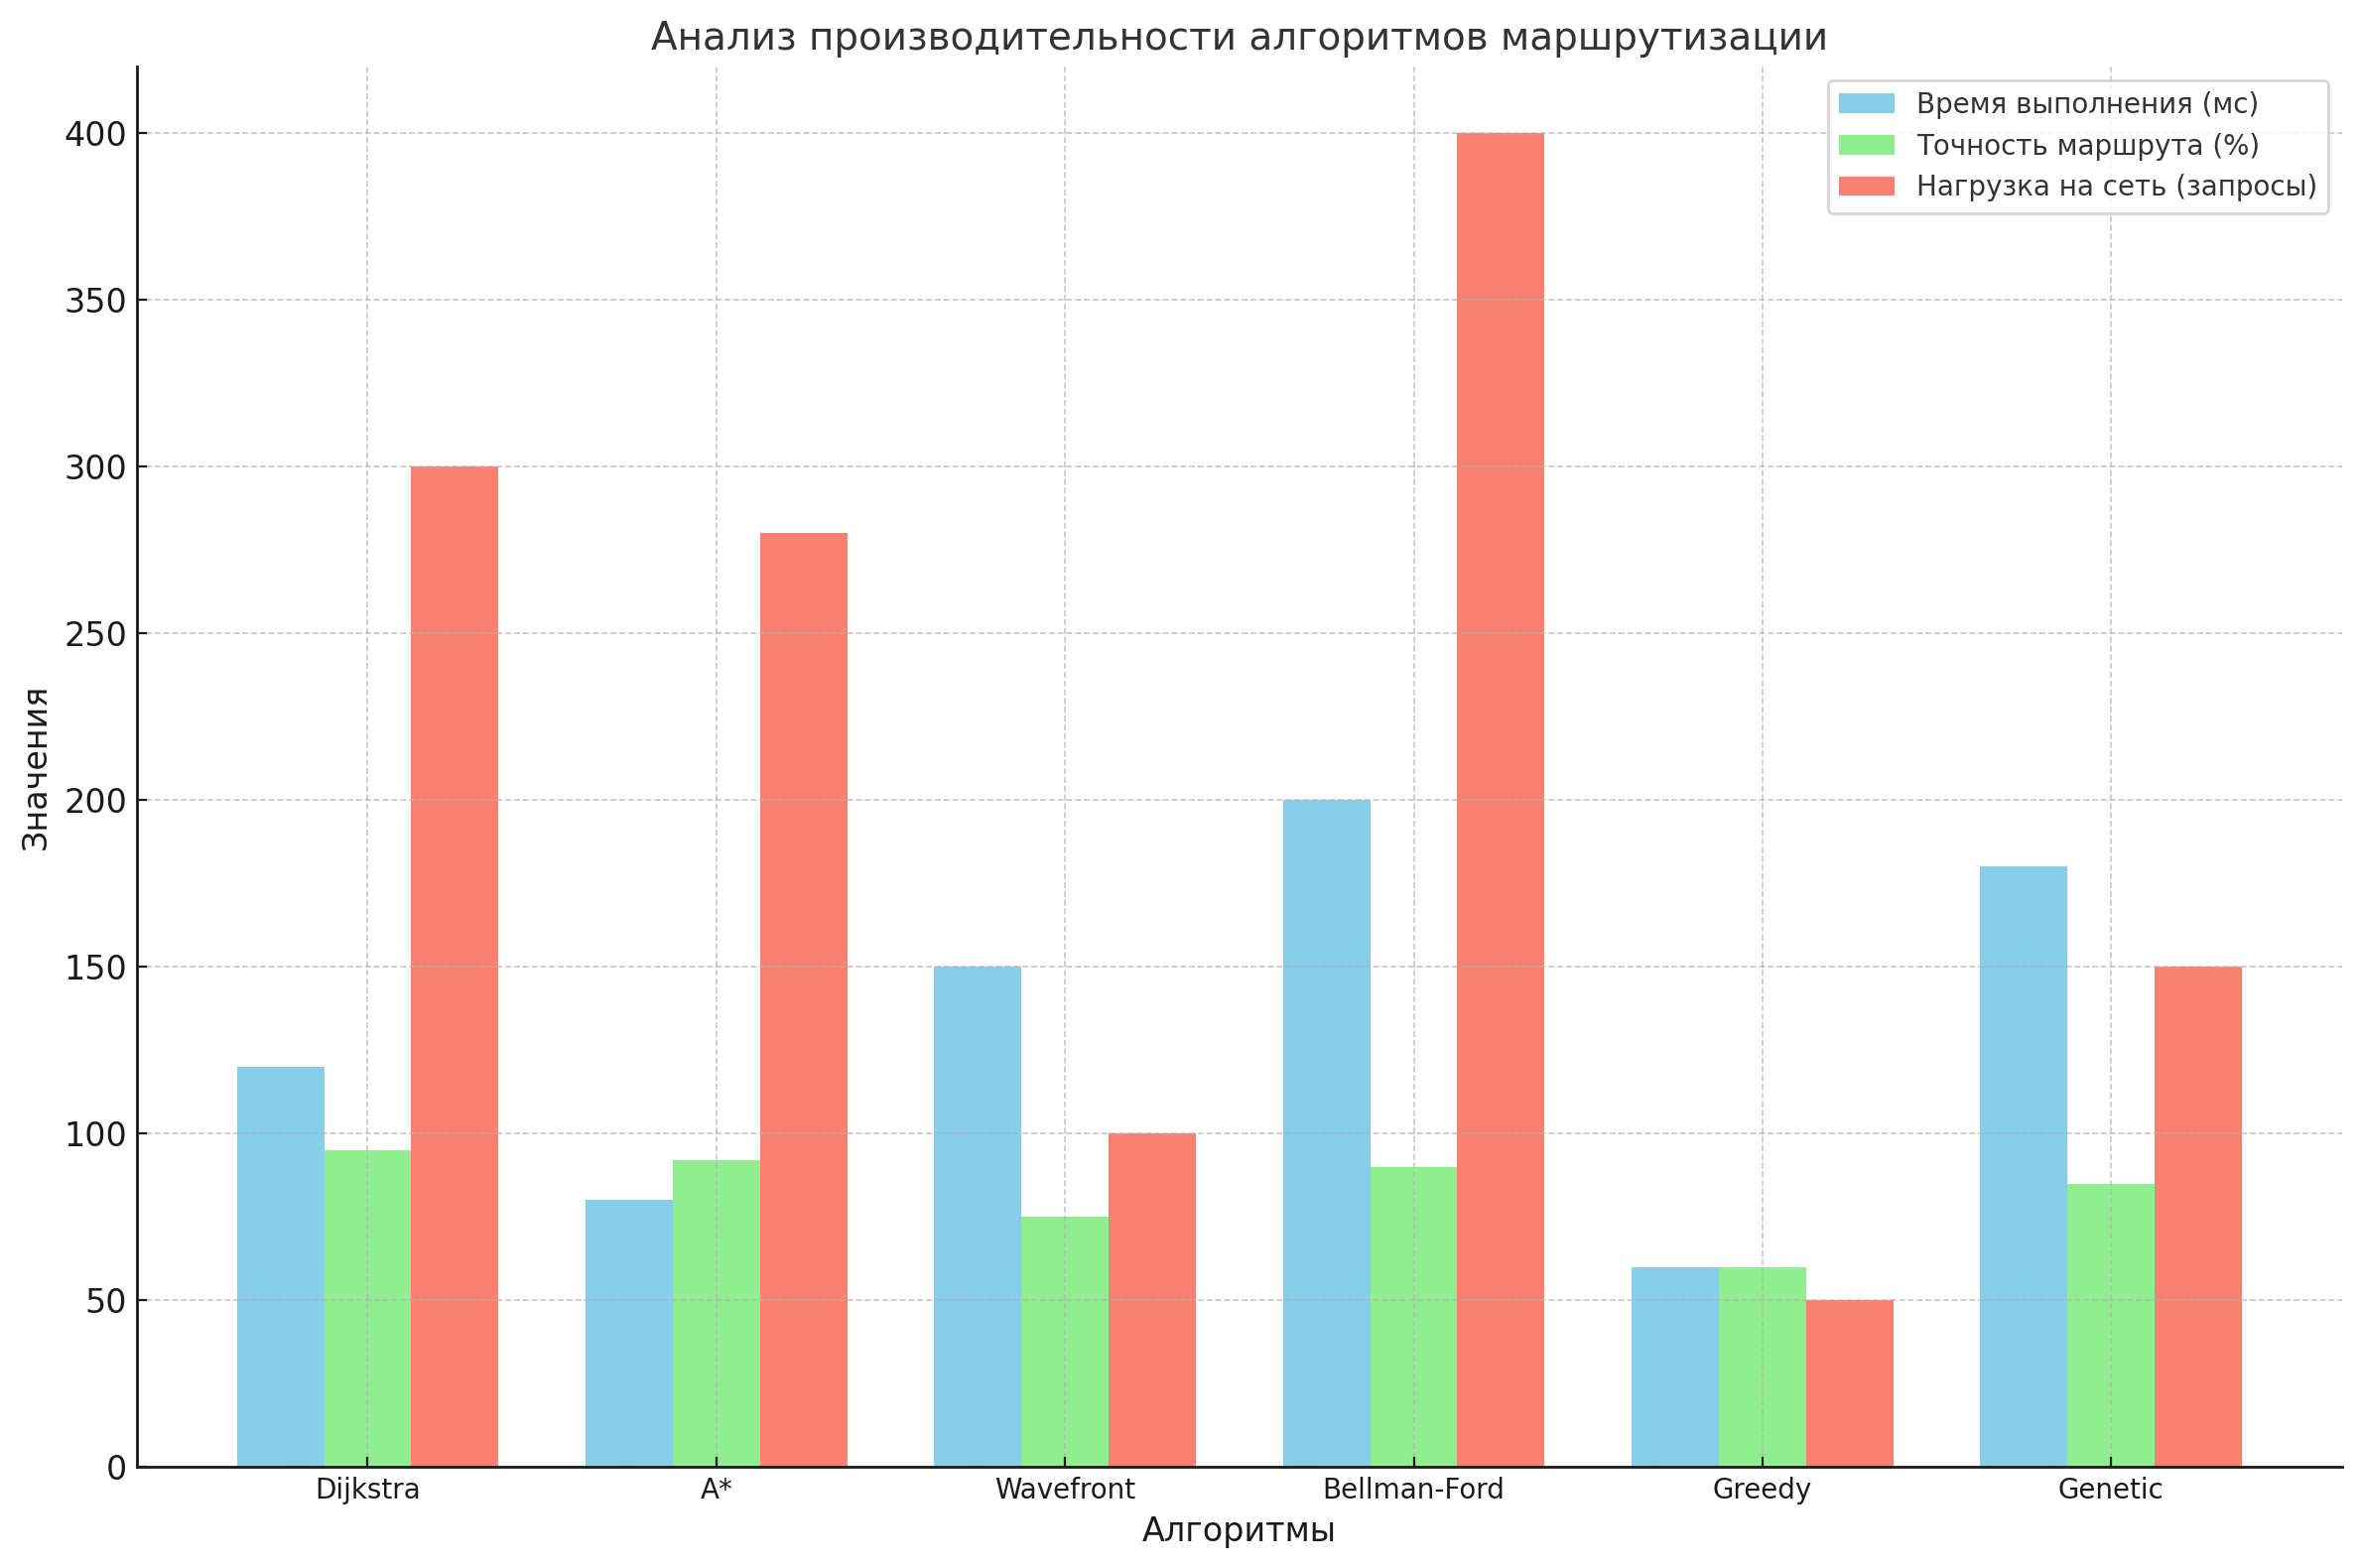 Анализ производительности алгоритмов маршрутизации
Время выполнения (мс)
Точность маршрута (%)
Нагрузка на сеть (запросы)
400
350
300
250
200
150
100
50
0
Значения
Dijkstra
A*
Wavefront
Bellman-Ford
Greedy
Genetic
Алгоритмы